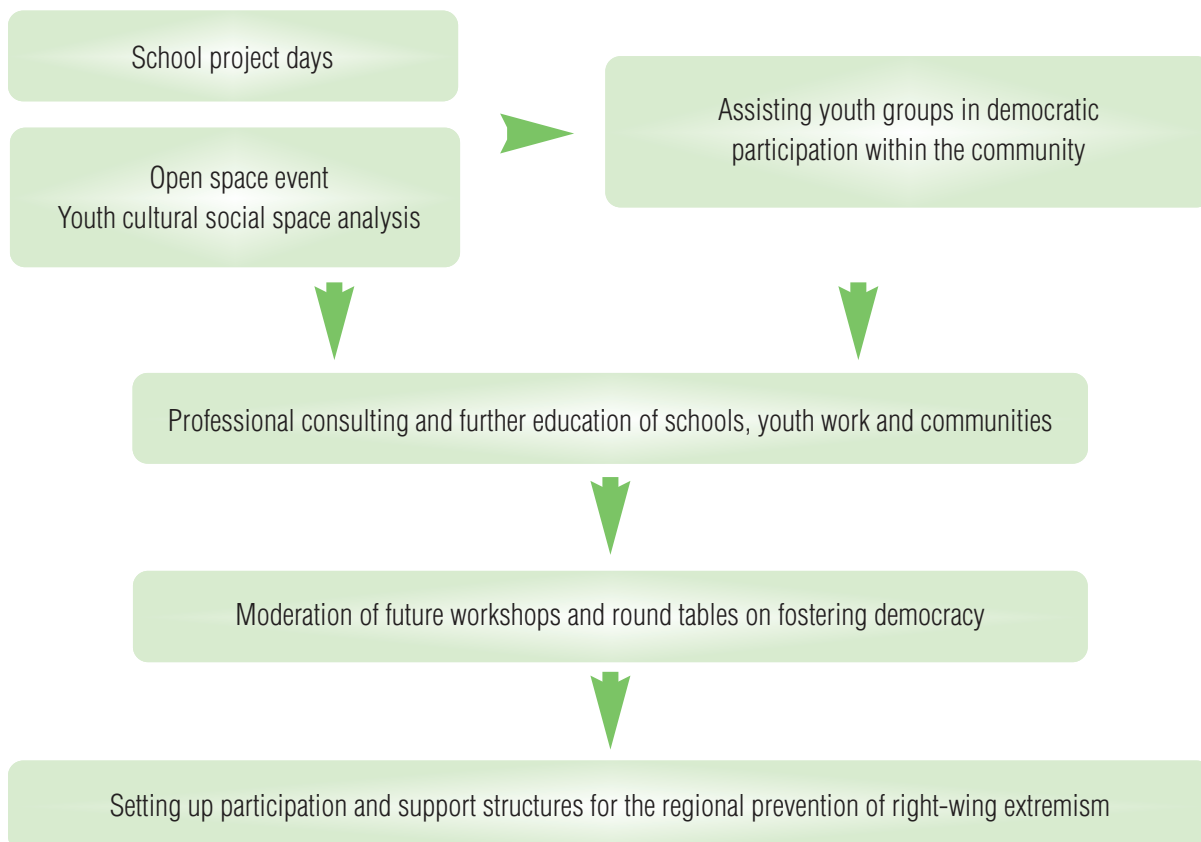 School project days
Open space event
Youth cultural social space analysis
Assisting youth groups in democratic
participation within the community
Professional consulting and further education of schools, youth work and communities
Moderation of future workshops and round tables on fostering democracy
Setting up participation and support structures for the regional prevention of right-wing extremism